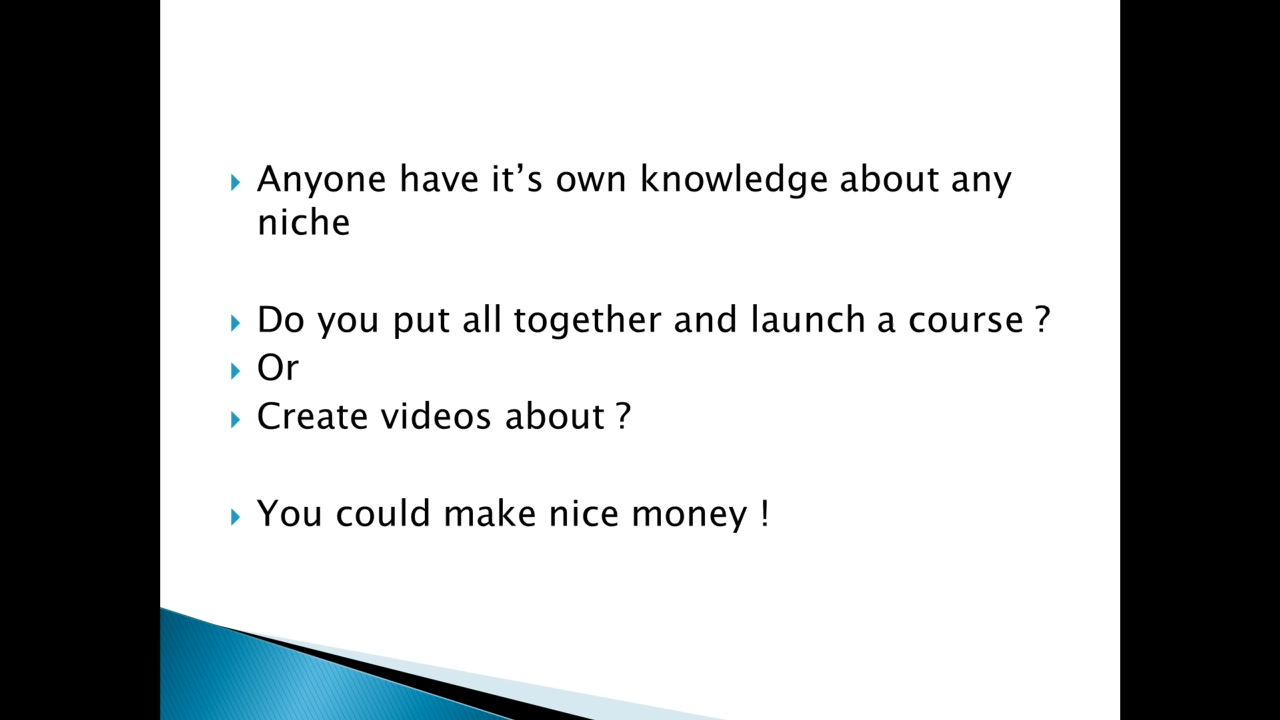 Anyone have it’s own knowledge about any
niche
Do you put all together and launch a course ?
Or
Create videos about ?
You could make nice money !